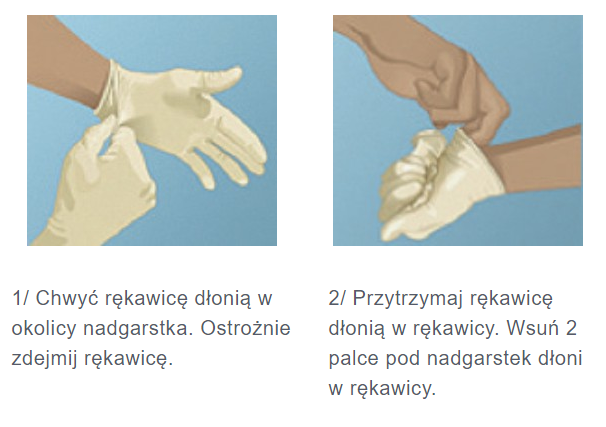 1/ Chwyć rękawicę dłonią w
okolicy nadgarstka. Ostrożnie
zdejmij rękawicę.
2/ Przytrzymaj rękawicę
dłonią w rękawicy. Wsuń 2
palce pod nadgarstek dłoni
w rękawicy.